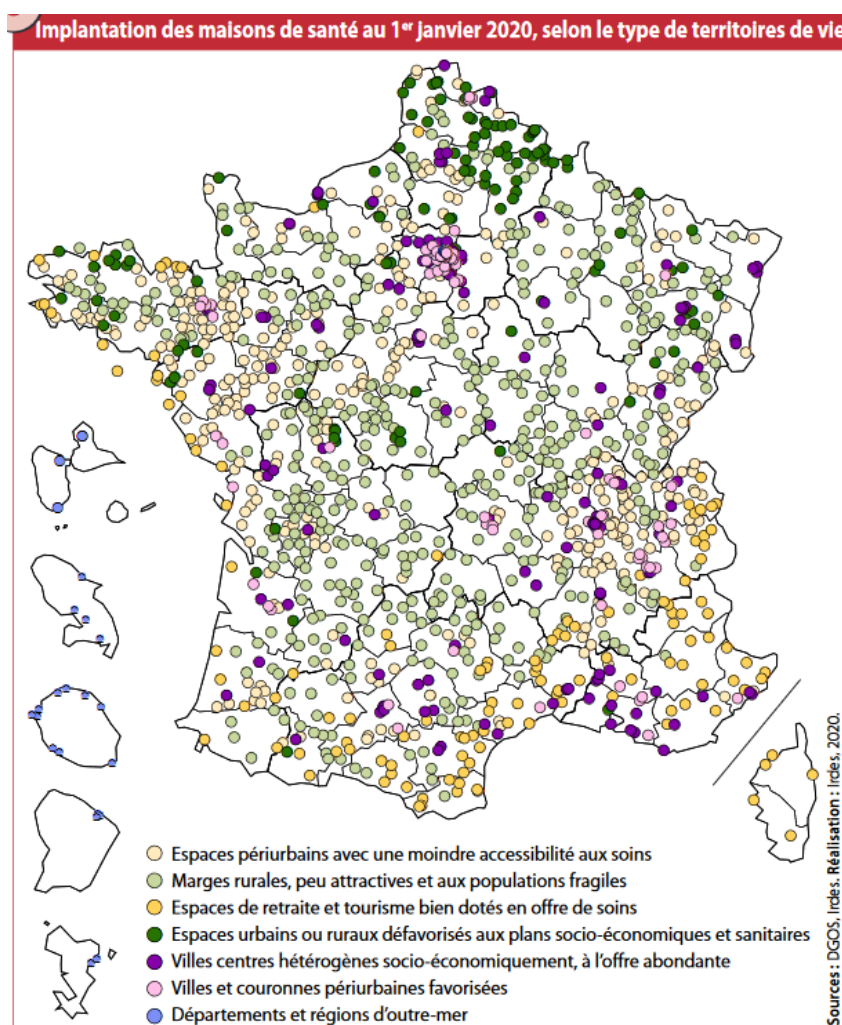 Implantation des maisons de santé au 1er janvier 2020, selon le type de territoires de vie
Espaces périurbains avec une moindre accessibilité aux soins
Marges rurales, peu attractives et aux populations fragiles
Espaces de retraite et tourisme bien dotés en offre de soins
Espaces urbains ou ruraux défavorisés aux plans socio-économiques et sanitaires
Villes centres hétérogènes socio-économiquement, à l'offre abondante
Villes et couronnes périurbaines favorisées
Départements et régions d'outre-mer
Sources : DGOS, Irdes. Réalisation : Irdes, 2020.